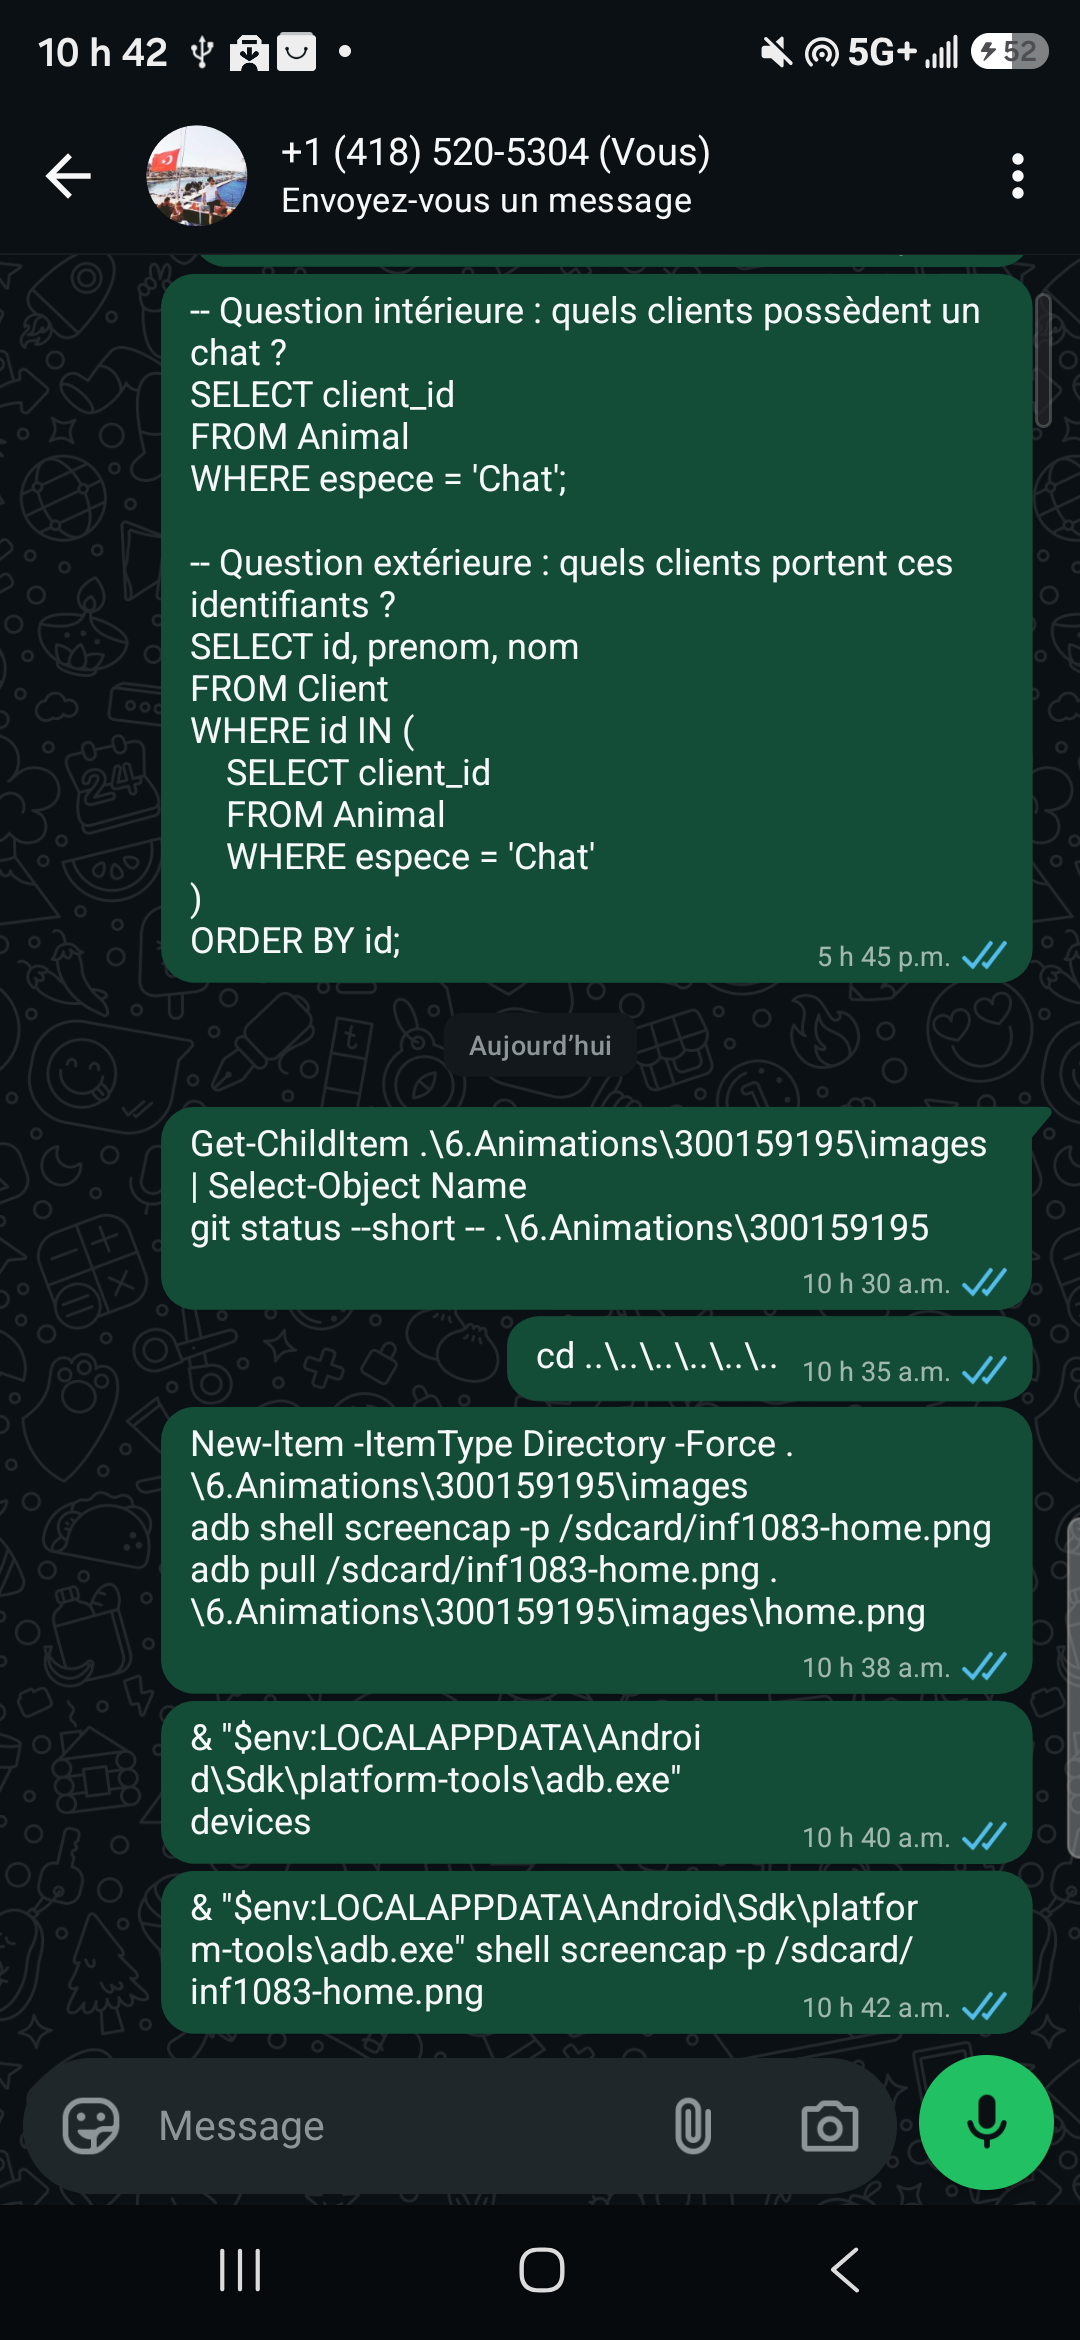 10 h 42
5G+
52
+1 (418) 520-5304 (Vous)
Envoyez-vous un message
-- Question intérieure : quels clients possèdent un
chat ?
SELECT client_id
FROM Animal
WHERE espece = 'Chat';
-- Question extérieure : quels clients portent ces
identifiants ?
SELECT id, prenom, nom
FROM Client
WHERE id IN (
SELECT client_id
FROM Animal
WHERE espece = 'Chat'
)
ORDER BY id;
5 h 45 p.m.
Aujourd'hui
Get-ChildItem .\6.Animations\300159195\images
| Select-Object Name
git status --short -- .\6.Animations\300159195
10 h 30 a.m.
cd ..\..\..\..\..\..
10 h 35 a.m.
New-Item -ItemType Directory -Force .
\6.Animations\300159195\images
adb shell screencap -p /sdcard/inf1083-home.png
adb pull /sdcard/inf1083-home.png .
\6.Animations\300159195\images\home.png
10 h 38 a.m.
& "$env:LOCALAPPDATA\Androi
d\Sdk\platform-tools\adb.exe"
devices
10 h 40 a.m.
& "$env:LOCALAPPDATA\Android\Sdk\platfor
m-tools\adb.exe" shell screencap -p /sdcard/
inf1083-home.png
10 h 42 a.m.
Message